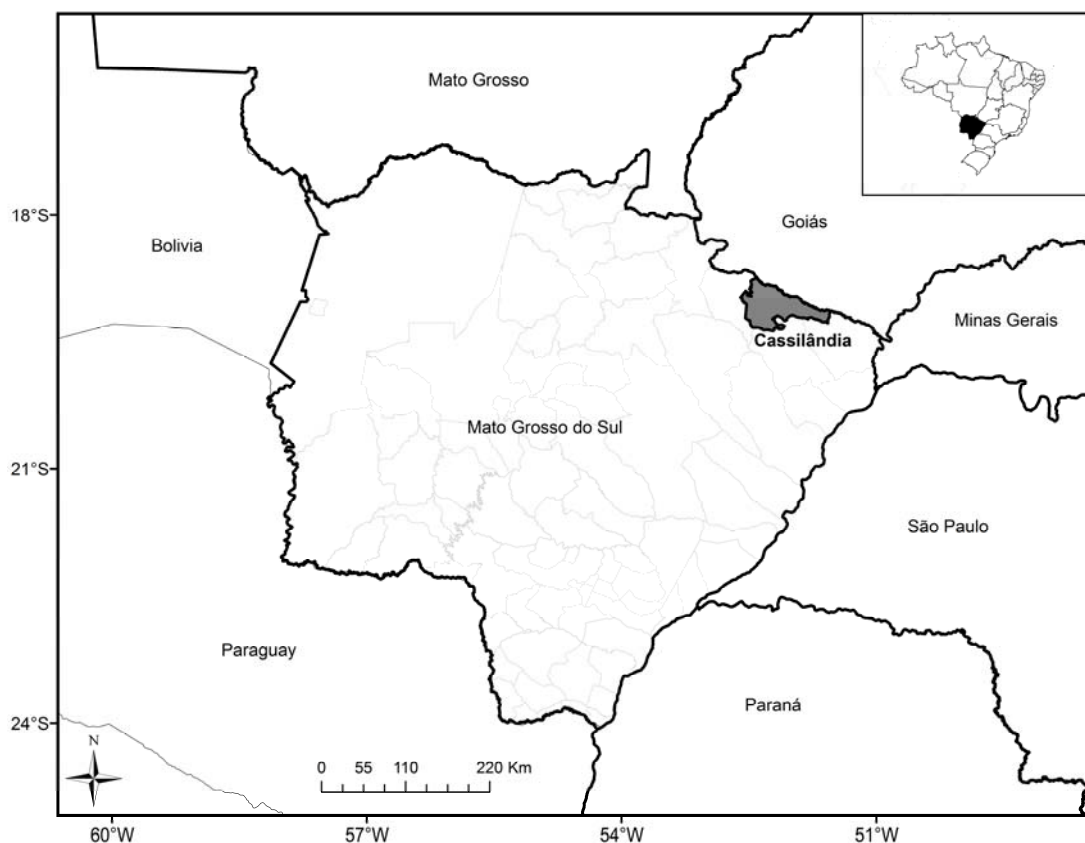 Mato Grosso
18°S
Goiás
Bolivia
Minas Gerais
Cassilândia
Mato Grosso do Sul
21°S
São Paulo
Paraguay
Paraná
24°S
N
0 55 110 220 Km
60°W 57°W 54°W 51°W